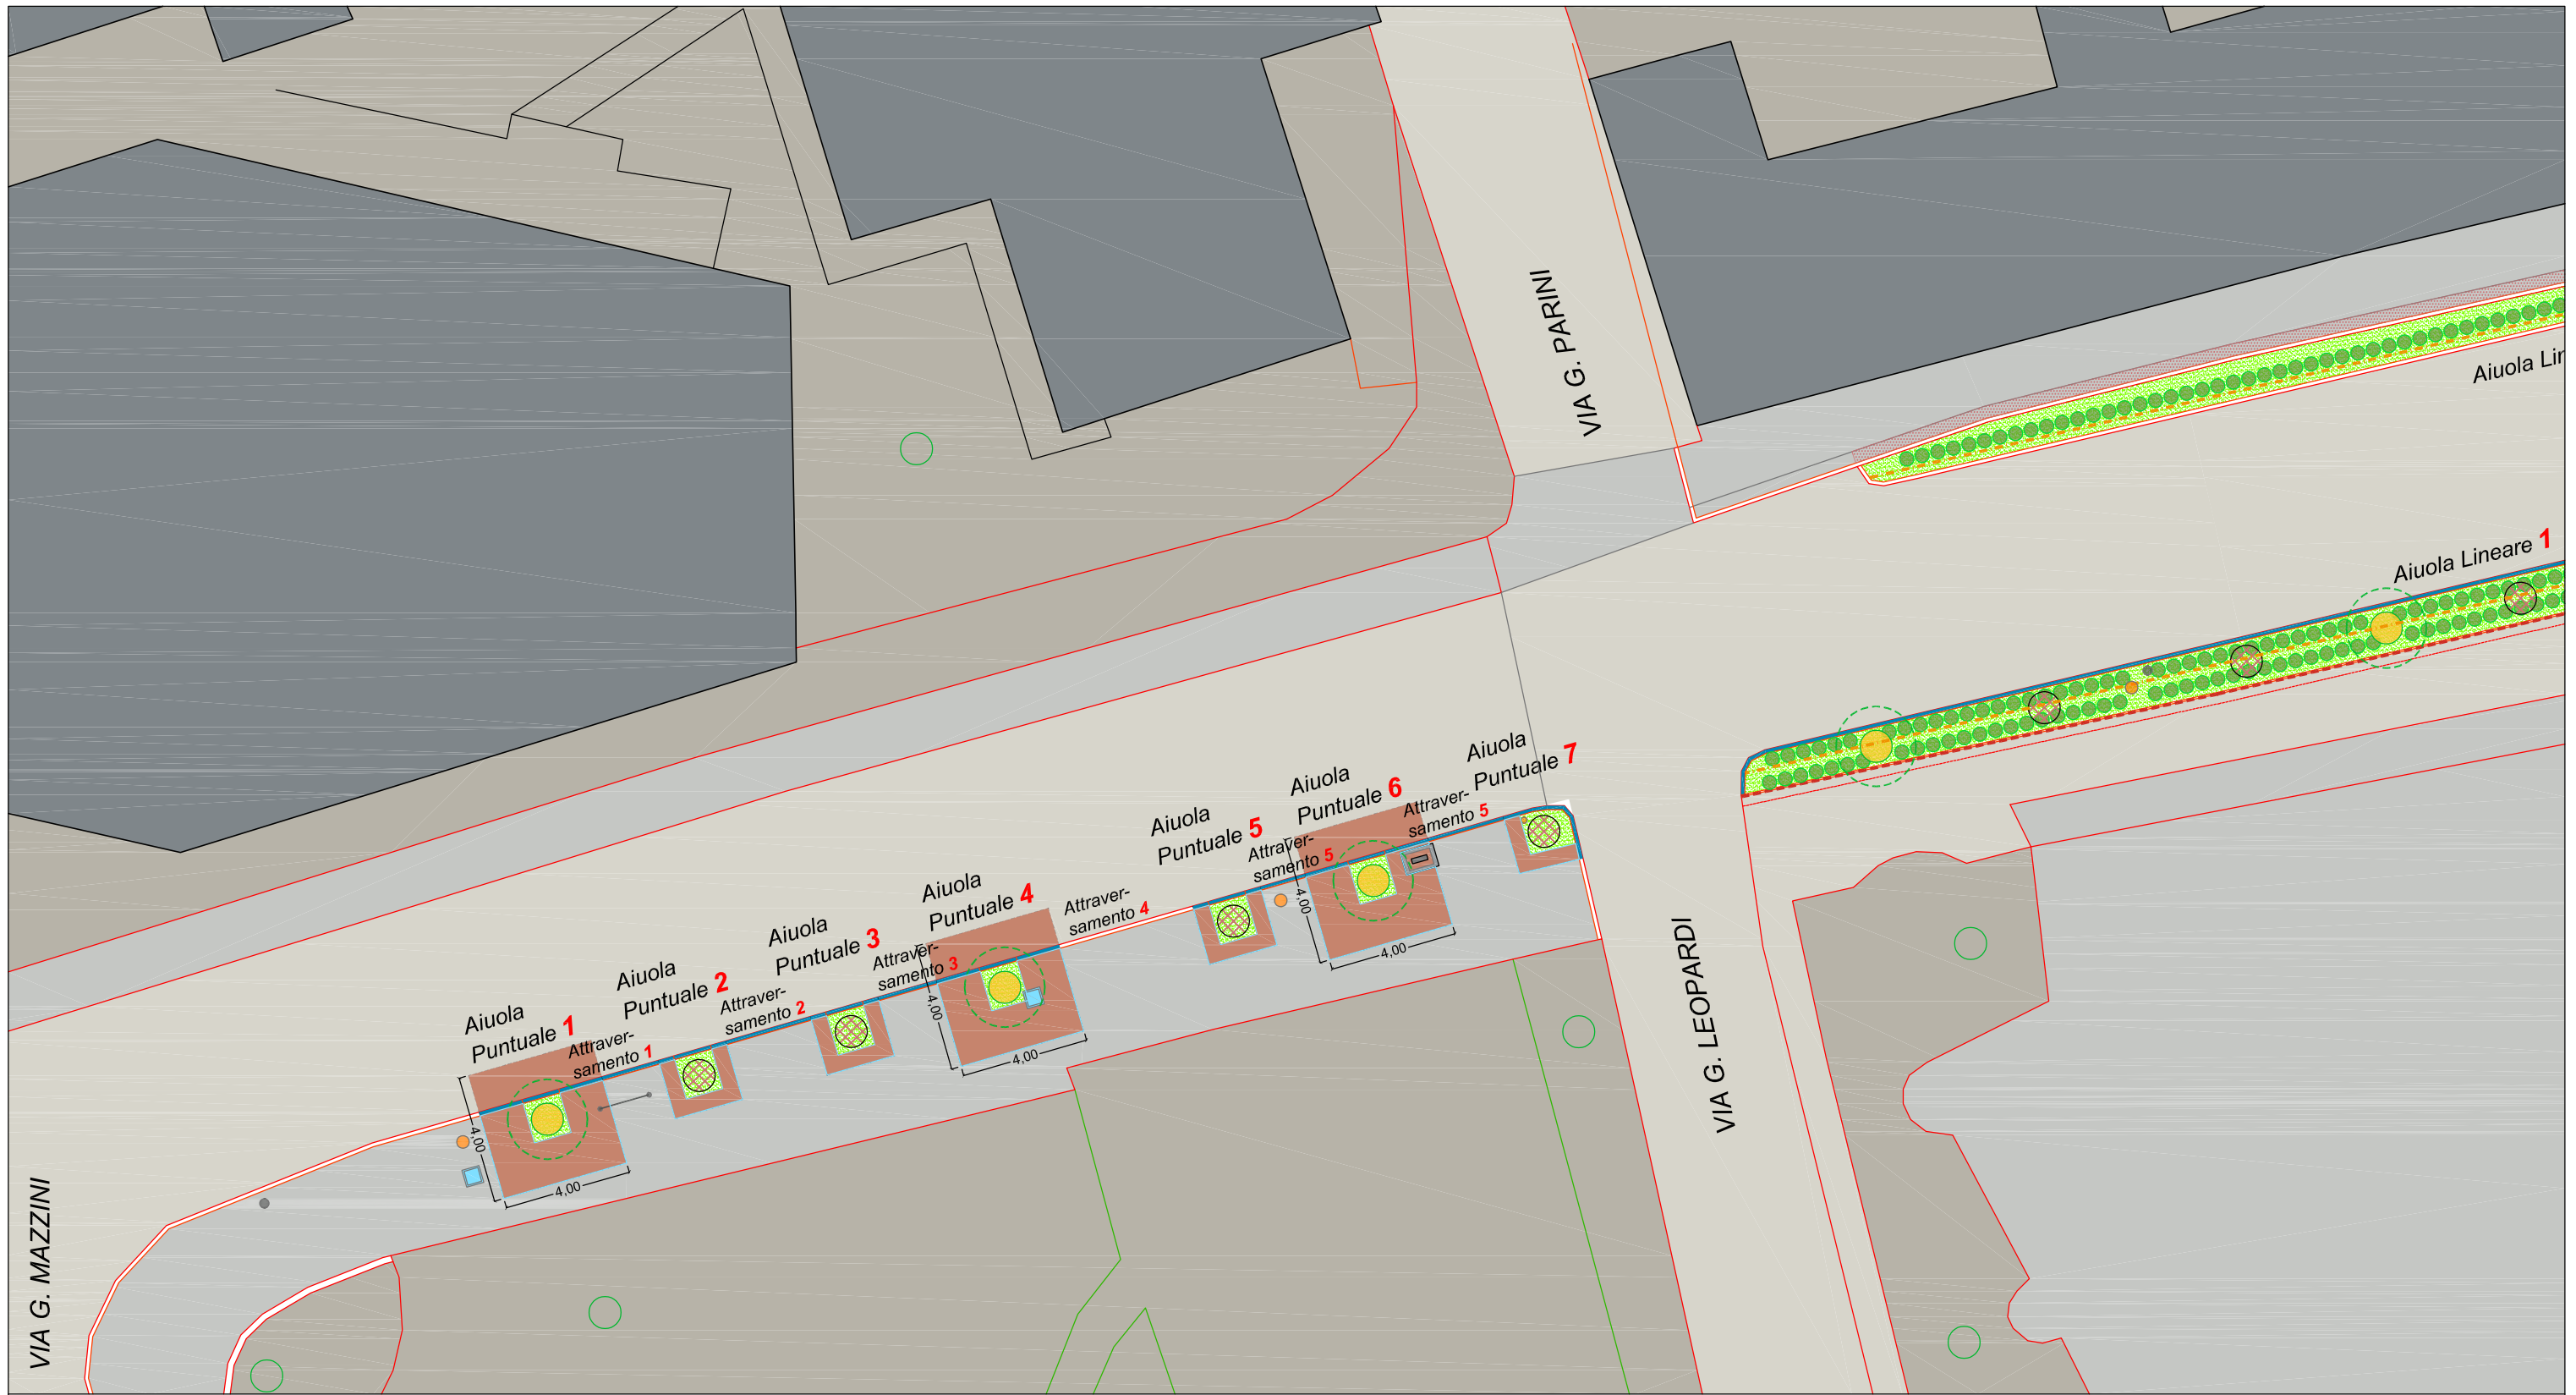 VIA G. PARINI
Aiuola Lin
Aiuola Lineare 1
Aiuola
Puntuale 7
Aiuola
Puntuale 6
Attraver-
samento 5
Aiuola
Puntuale 5
Attraver-
samento 5
4,00
4,00
Aiuola
Puntuale 4
Attraver-
samento 4
Aiuola
Puntuale 3
Attraver-
samento 3
4,00
4,00
Aiuola
Puntuale 2
Attraver-
samento 2
Aiuola
Puntuale 1
Attraver-
samento 1
4,00
4,00
VIA G. LEOPARDI
VIA G. MAZZINI